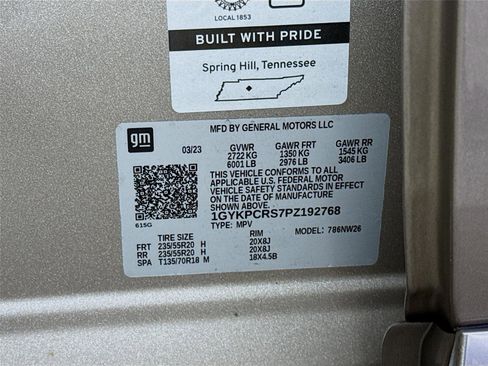 LOCAL 1853
BUILT WITH PRIDE
Spring Hill, Tennessee
gm
MFD BY GENERAL MOTORS LLC
03/23 GVWR GAWR FRT GAWR RR
2722 KG 1350 KG 1545 KG
6001 LB 2976 LB 3406 LB
THIS VEHICLE CONFORMS TO ALL
APPLICABLE U.S. FEDERAL MOTOR
VEHICLE SAFETY STANDARDS IN EFFECT
ON THE DATE OF MANUFACTURE
SHOWN ABOVE.
1GYKPCRS7PZ192768
615G
TYPE: MPV MODEL: 786NW26
TIRE SIZE RIM
FRT 235/55R20 H 20X8J
RR 235/55R20 H 20X8J
SPA T135/70R18 M 18X4.5B